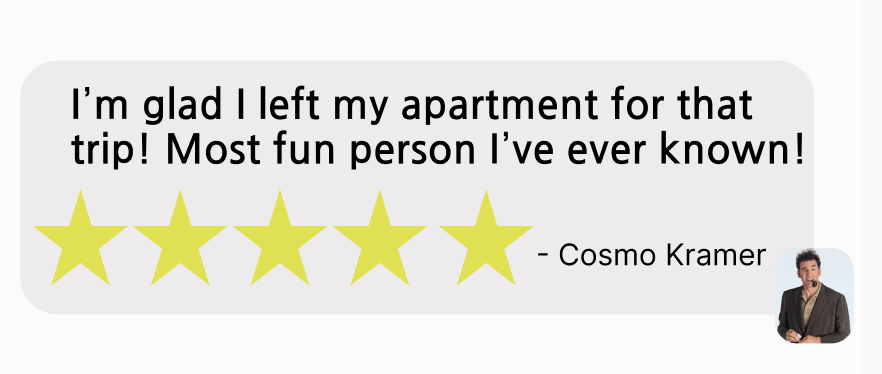 I'm glad I left my apartment for that
trip! Most fun person I've ever known!
- Cosmo Kramer